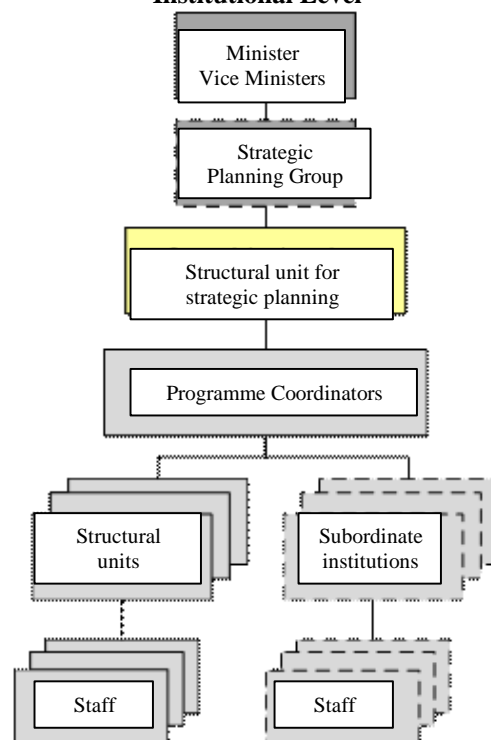 Institutional Level
Minister
Vice Ministers
Strategic
Planning Group
Structural unit for
strategic planning
Programme Coordinators
Structural
units
Subordinate
institutions
Staff
Staff